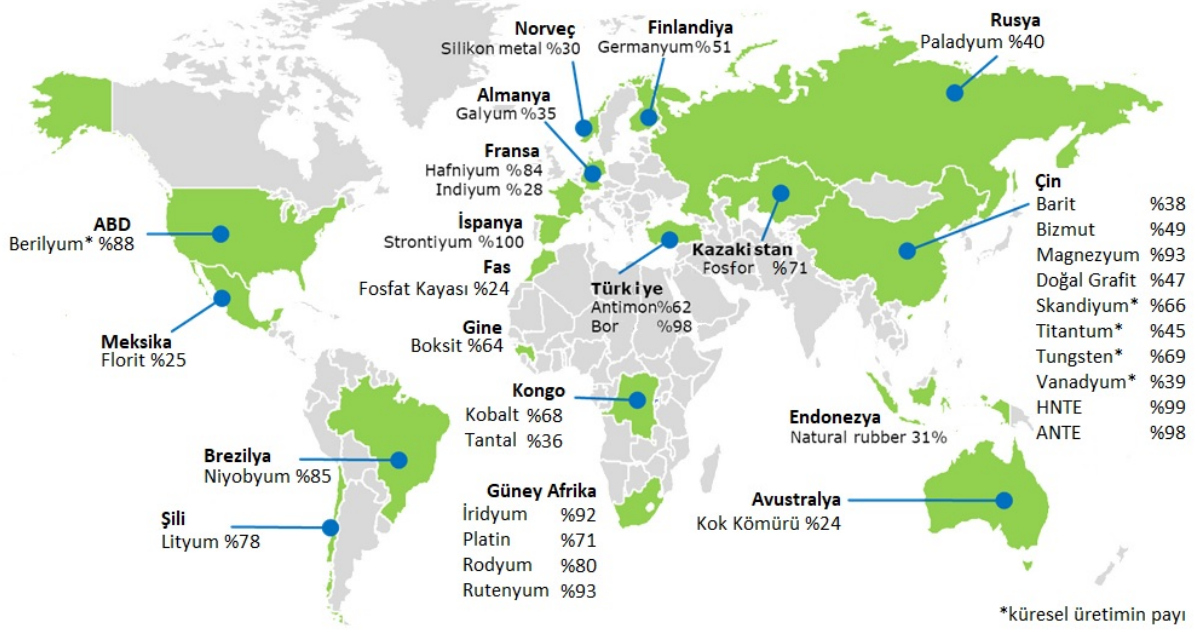 Norveç
Silikon metal %30
Finlandiya
Germanyum %51
Rusya
Paladyum %40
Almanya
Galyum %35
Fransa
Hafniyum %84
Indiyum %28
İspanya
Strontiyum %100
Fas
Fosfat Kayası %24
Gine
Boksit %64
ABD
Berilyum* %88
Meksika
Florit %25
Türkiye
Antimon%62
Bor %98
Kazakistan
Fosfor %71
Çin
Barit %38
Bizmut %49
Magnezyum %93
Doğal Grafit %47
Skandiyum* %66
Titantum* %45
Tungsten* %69
Vanadyum* %39
HNTE %99
ANTE %98
Kongo
Kobalt %68
Tantal %36
Endonezya
Natural rubber 31%
Brezilya
Niyobyum %85
Şili
Lityum %78
Güney Afrika
İridyum %92
Platin %71
Rodyum %80
Rutenyum %93
Avustralya
Kok Kömürü %24
*küresel üretimin payı